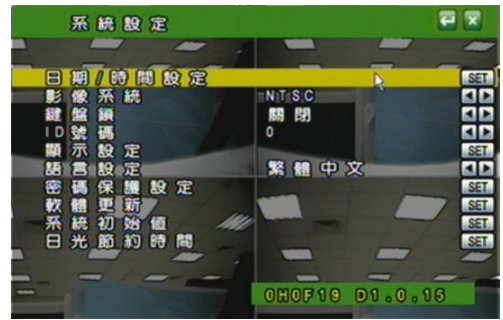 系統設定
日期/時間設定 SET
影像系統 NTSC
鍵盤鎖 關閉
ID號碼 0
顯示設定 SET
語言設定 繁體中文
密碼保護設定 SET
軟體更新 SET
系統初始值 SET
日光節約時間 SET
0H0F19 D1.0.15